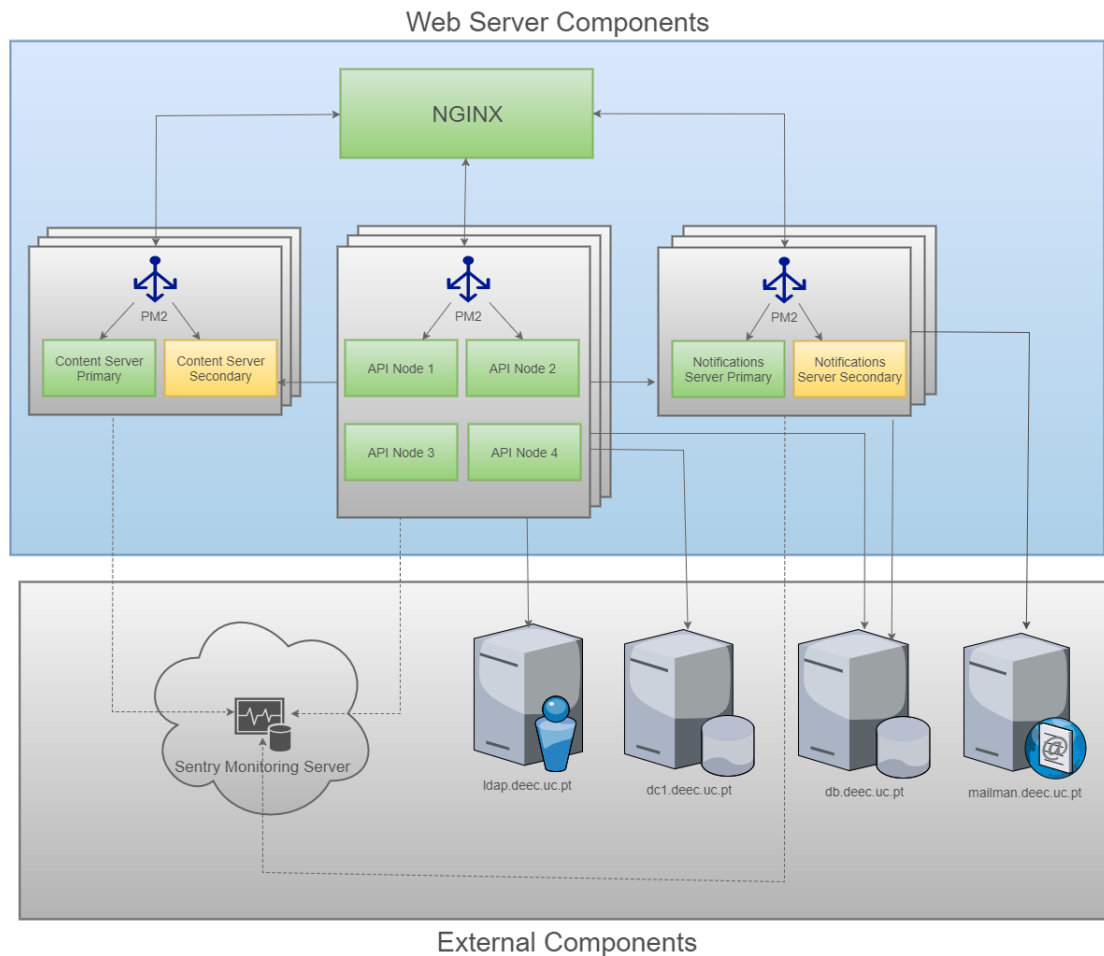 Web Server Components
NGINX
PM2
Content Server
Primary
Content Server
Secondary
PM2
API Node 1
API Node 2
API Node 3
API Node 4
PM2
Notifications
Server Primary
Notifications
Server Secondary
Sentry Monitoring Server
ldap.deec.uc.pt
dc1.deec.uc.pt
db.deec.uc.pt
@
mailman.deec.uc.pt
External Components